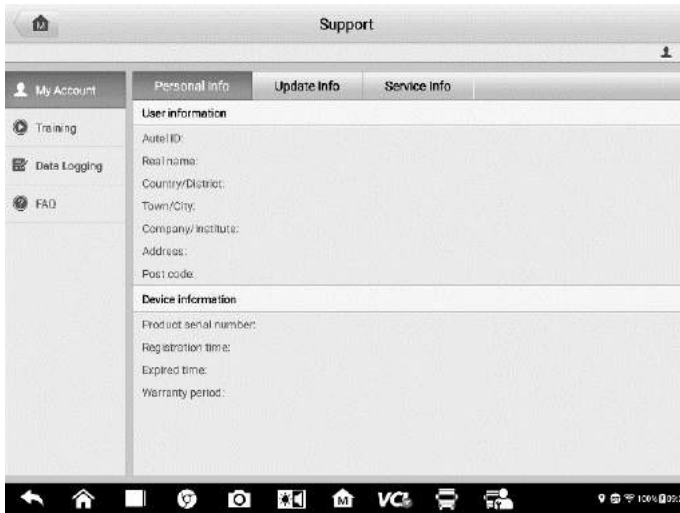 Support
My Account
Training
Data Logging
FAQ
Personal Info
Update Info
Service Info
User information
Autel ID:
Real name:
Country/District:
Town/City:
Company/Institute:
Address:
Post code:
Device information
Product serial number:
Registration time:
Expired time:
Warranty period:
M
VCI
100%